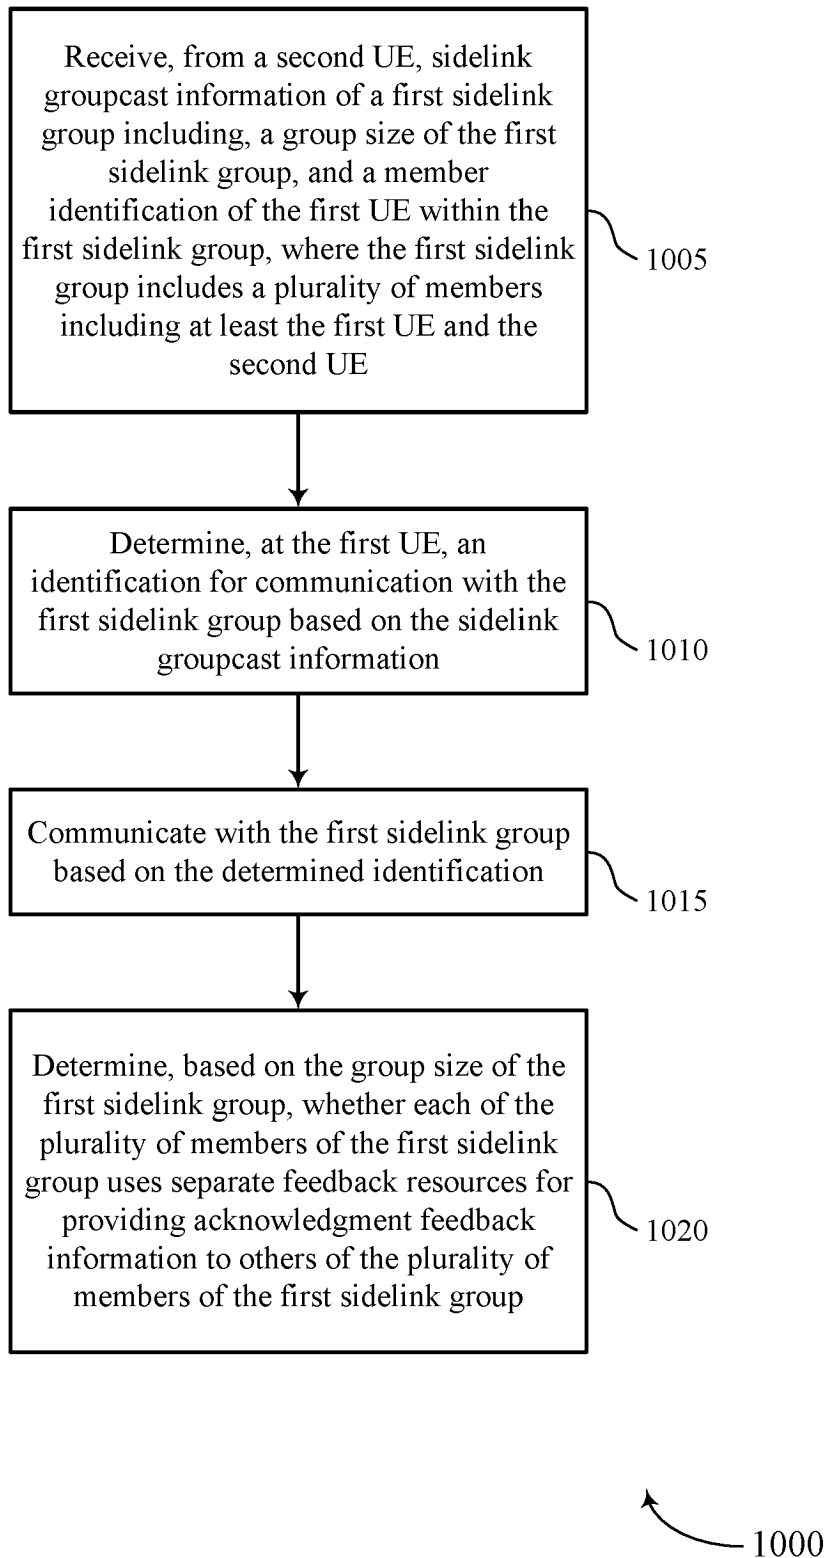 Receive, from a second UE, sidelink
groupcast information of a first sidelink
group including, a group size of the first
sidelink group, and a member
identification of the first UE within the
first sidelink group, where the first sidelink
group includes a plurality of members
including at least the first UE and the
second UE
1005
Determine, at the first UE, an
identification for communication with the
first sidelink group based on the sidelink
groupcast information
1010
Communicate with the first sidelink group
based on the determined identification
1015
Determine, based on the group size of the
first sidelink group, whether each of the
plurality of members of the first sidelink
group uses separate feedback resources for
providing acknowledgment feedback
information to others of the plurality of
members of the first sidelink group
1020
1000